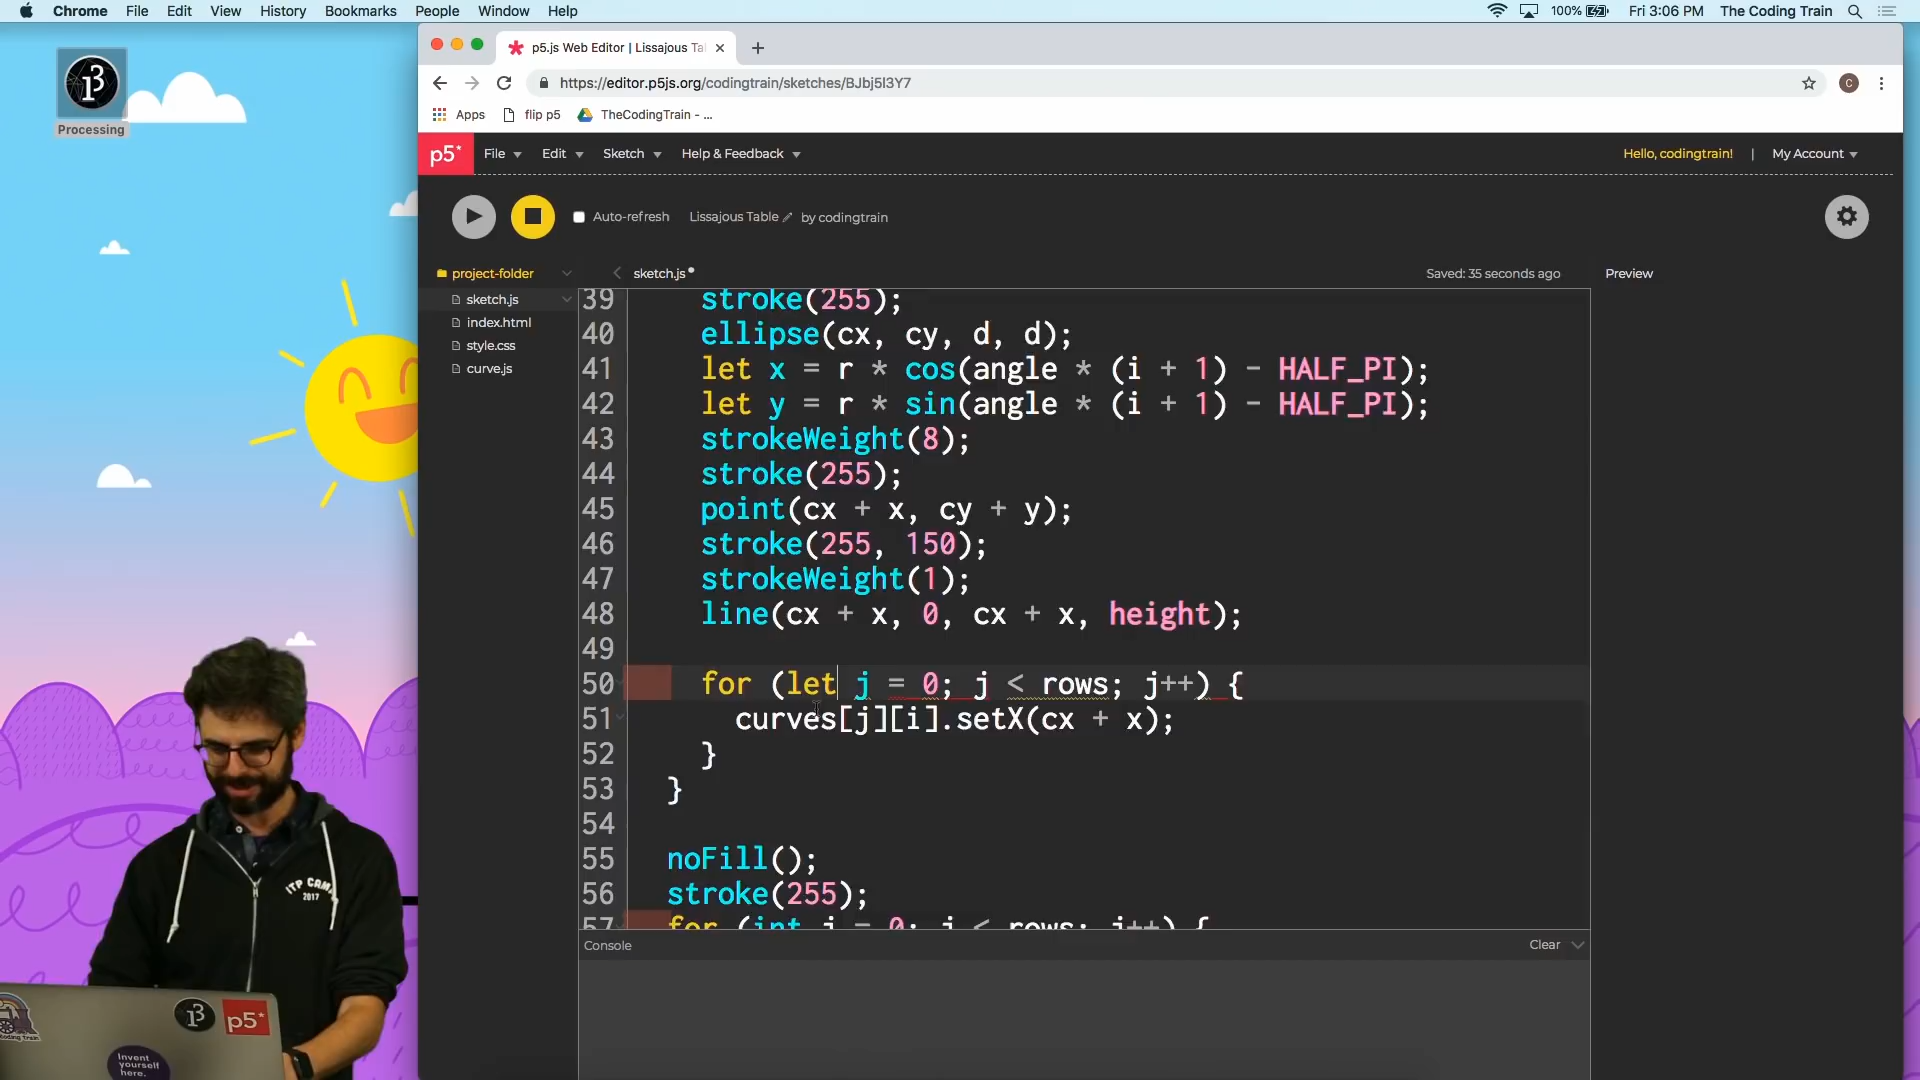 Chrome File Edit View History Bookmarks People Window Help 100% Fri 3:06 PM The Coding Train
Processing
p5.js Web Editor | Lissajous Ta
https://editor.p5js.org/codingtrain/sketches/BJbj5l3Y7
C
Apps flip p5 TheCodingTrain - ...
p5* File Edit Sketch Help & Feedback Hello, codingtrain! | My Account
Auto-refresh Lissajous Table by codingtrain
project-folder
sketch.js
index.html
style.css
curve.js
sketch.js Saved: 35 seconds ago Preview
39 stroke(255);
40 ellipse(cx, cy, d, d);
41 let x = r * cos(angle * (i + 1) - HALF_PI);
42 let y = r * sin(angle * (i + 1) - HALF_PI);
43 strokeWeight(8);
44 stroke(255);
45 point(cx + x, cy + y);
46 stroke(255, 150);
47 strokeWeight(1);
48 line(cx + x, 0, cx + x, height);
49
50 for (let j = 0; j < rows; j++) {
51 curves[j][i].setX(cx + x);
52 }
53 }
54
55 noFill();
56 stroke(255);
57 for (int j = 0; j < rows; j++) {
Console Clear
ITP CAMP
2017
p5*
Invent
yourself
here.
Coding Train